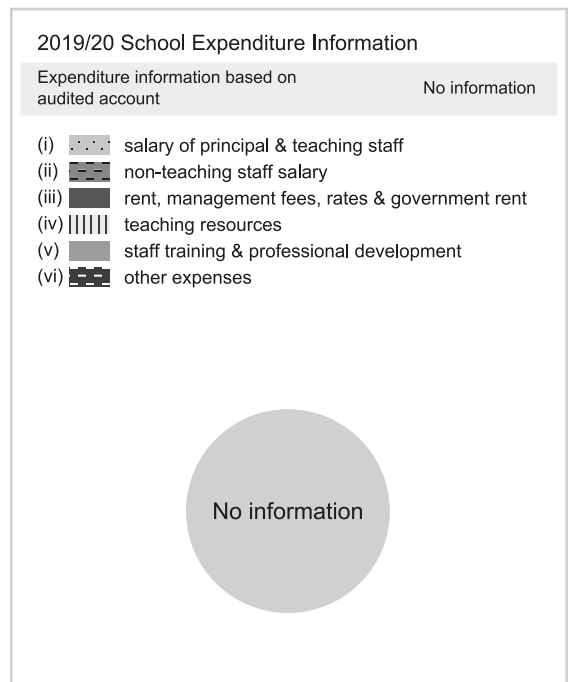 2019/20 School Expenditure Information
Expenditure information based on
audited account
No information
(i) salary of principal & teaching staff
(ii) non-teaching staff salary
(iii) rent, management fees, rates & government rent
(iv) teaching resources
(v) staff training & professional development
(vi) other expenses
No information